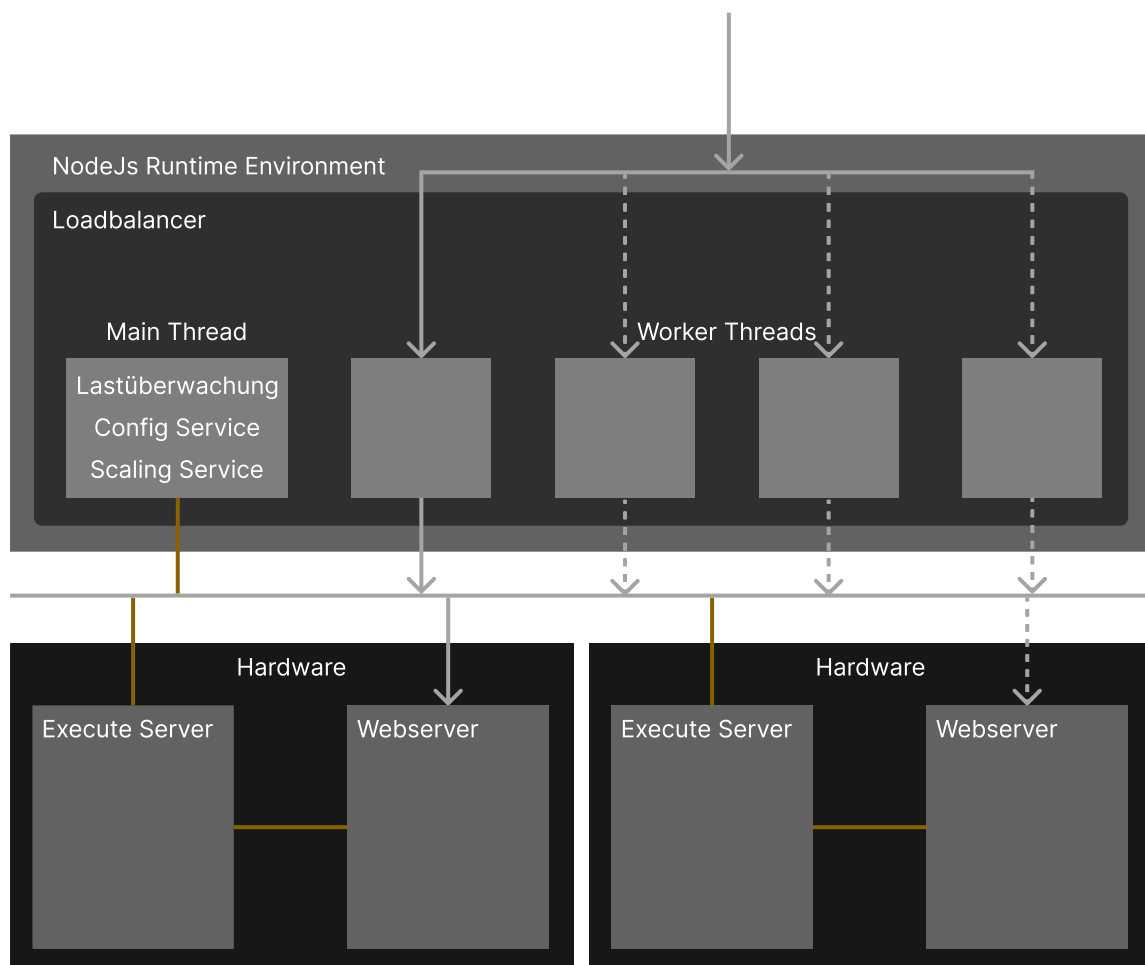 NodeJs Runtime Environment
Loadbalancer
Main Thread
Worker Threads
Lastüberwachung
Config Service
Scaling Service
Hardware
Hardware
Execute Server
Webserver
Execute Server
Webserver